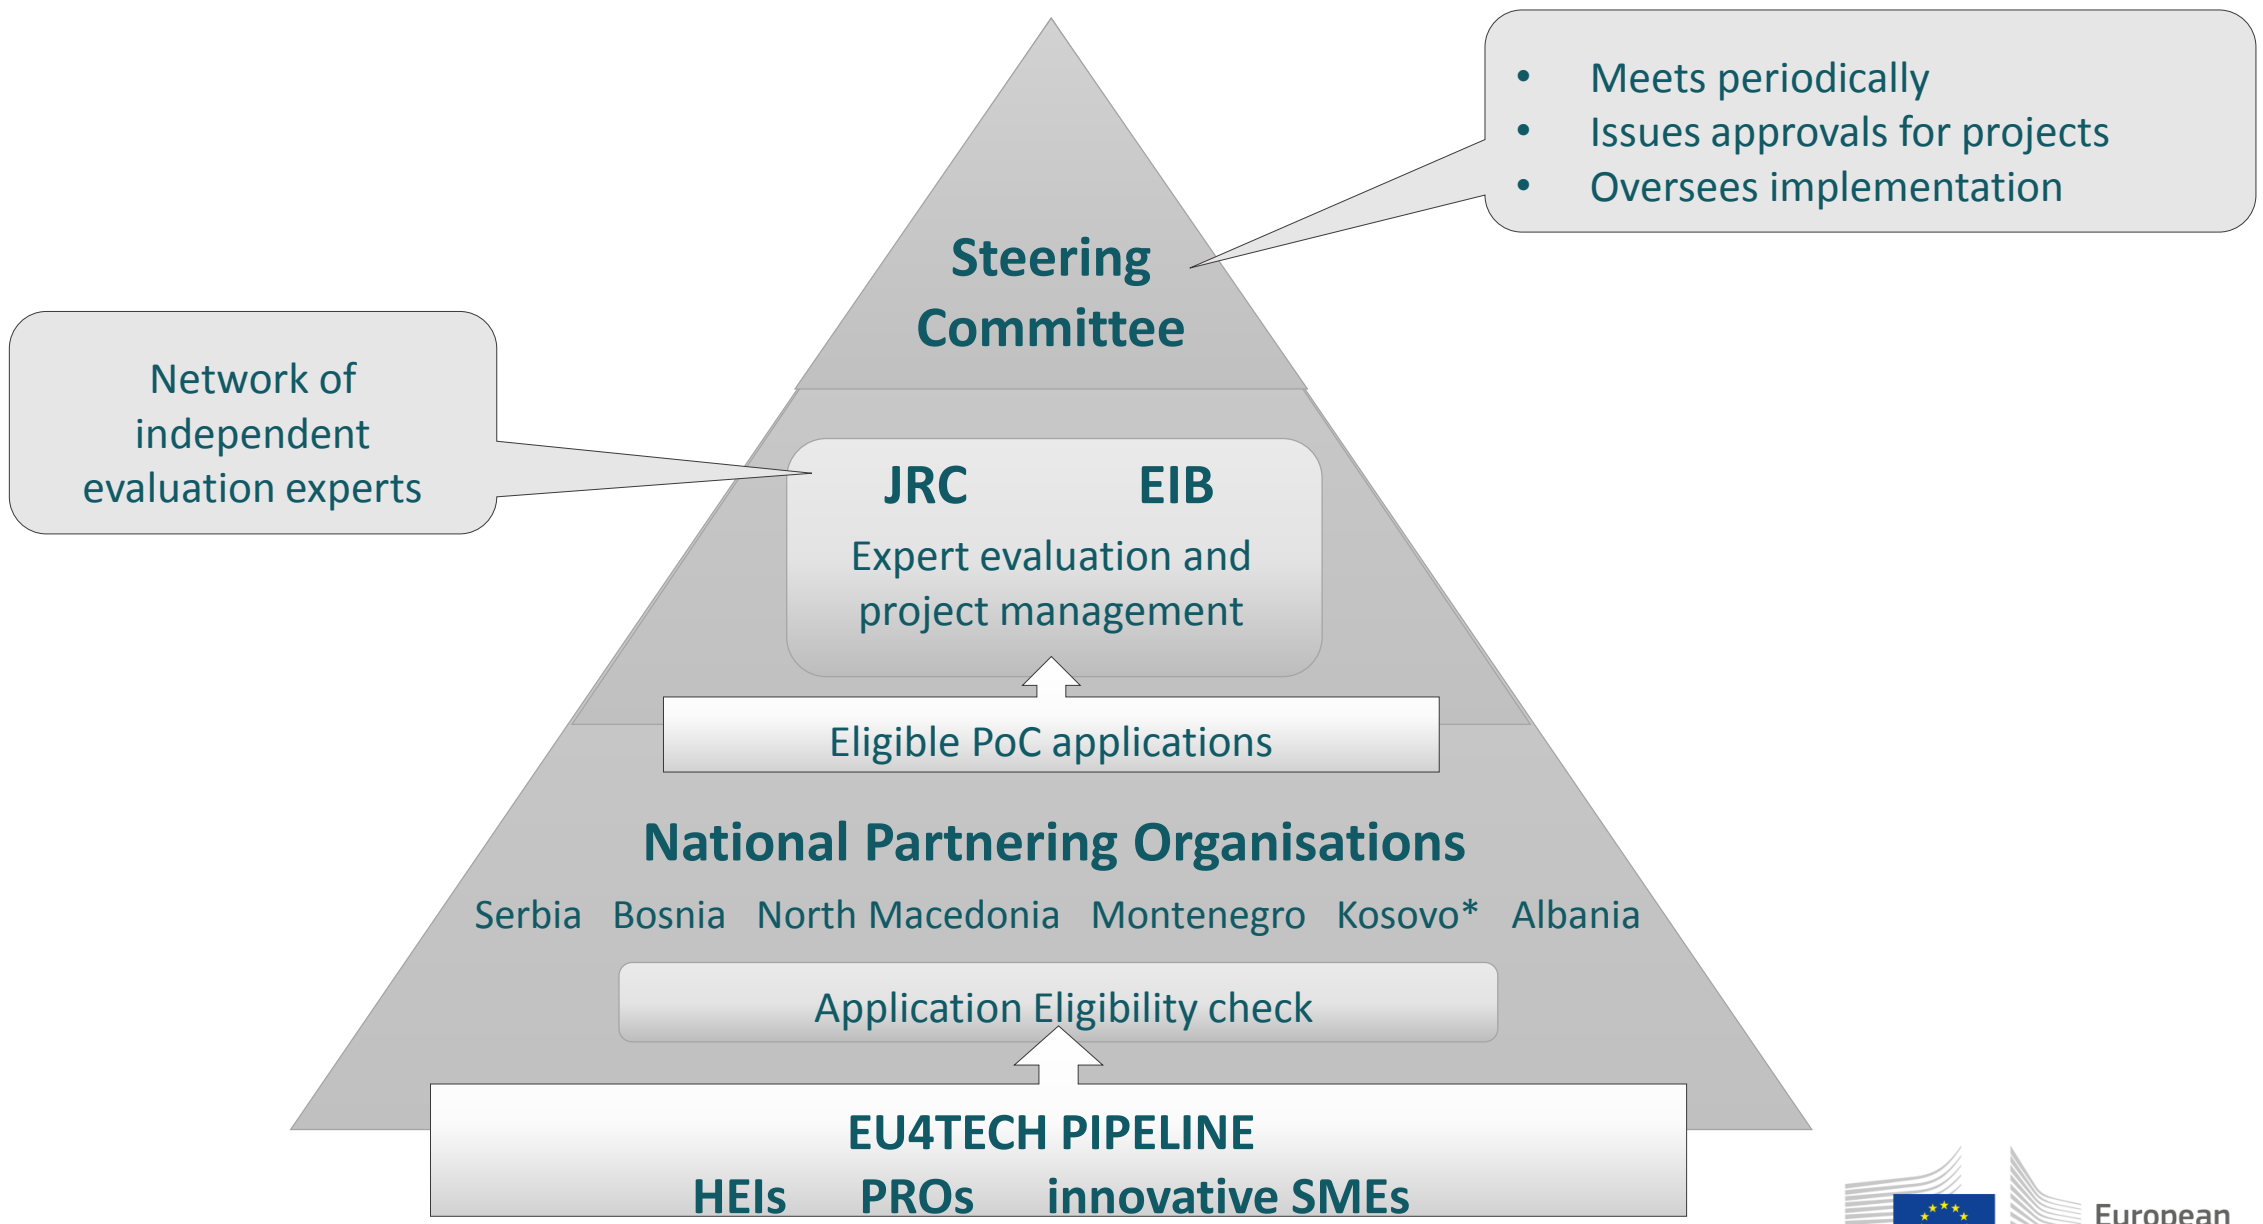 • Meets periodically
• Issues approvals for projects
• Oversees implementation
Steering
Committee
Network of
independent
evaluation experts
JRC EIB
Expert evaluation and
project management
Eligible PoC applications
National Partnering Organisations
Serbia Bosnia North Macedonia Montenegro Kosovo* Albania
Application Eligibility check
EU4TECH PIPELINE
HEIs PROs innovative SMEs
European